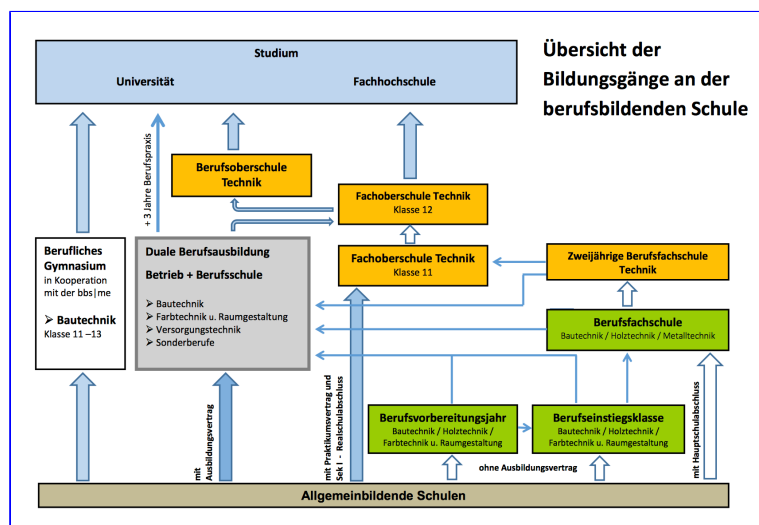 Übersicht der
Bildungsgänge an der
berufsbildenden Schule
Studium
Universität
Fachhochschule
+ 3 Jahre Berufspraxis
Berufsoberschule
Technik
Fachoberschule Technik
Klasse 12
Berufliches
Gymnasium
in Kooperation
mit der bbs|me
➢ Bautechnik
Klasse 11 –13
Duale Berufsausbildung
Betrieb + Berufsschule
➢ Bautechnik
➢ Farbtechnik u. Raumgestaltung
➢ Versorgungstechnik
➢ Sonderberufe
Fachoberschule Technik
Klasse 11
Zweijährige Berufsfachschule
Technik
Berufsfachschule
Bautechnik / Holztechnik / Metalltechnik
Berufsvorbereitungsjahr
Bautechnik / Holztechnik /
Farbtechnik u. Raumgestaltung
Berufseinstiegsklasse
Bautechnik / Holztechnik /
Farbtechnik u. Raumgestaltung
mit
Ausbildungsvertrag
mit Praktikumsvertrag und
Sek I - Realschulabschluss
ohne Ausbildungsvertrag
mit Hauptschulabschluss
Allgemeinbildende Schulen